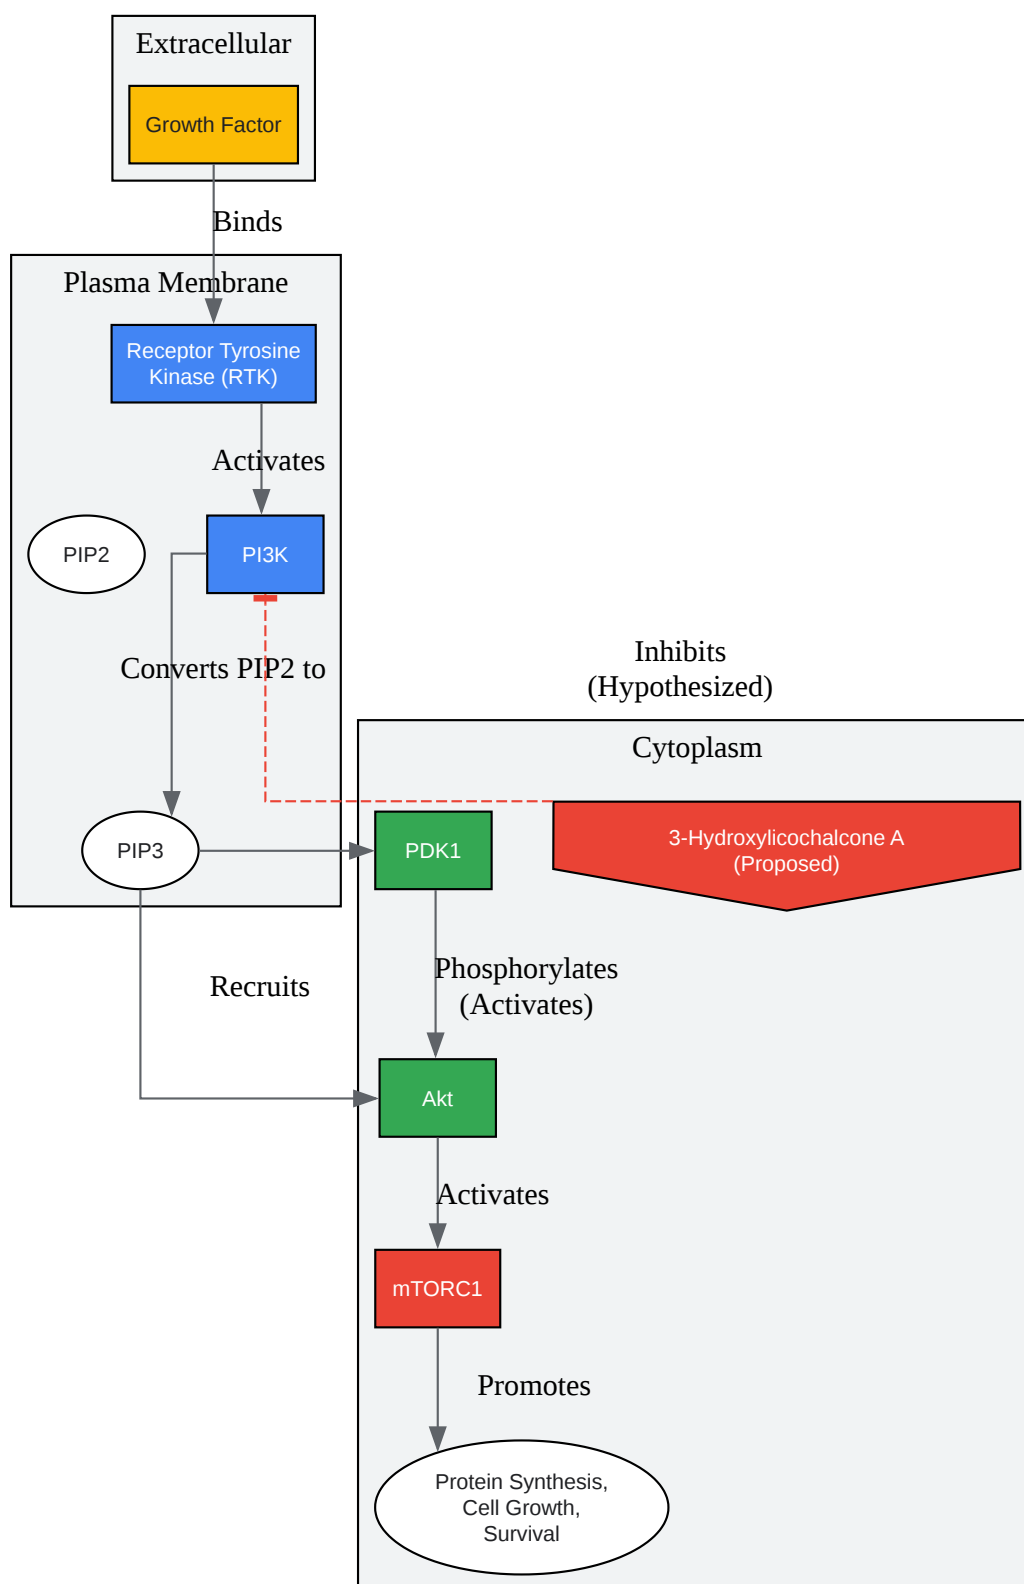 Extracellular
Growth Factor
Binds
Plasma Membrane
Receptor Tyrosine
Kinase (RTK)
Activates
PIP2
PI3K
Converts PIP2 to
Inhibits
(Hypothesized)
Cytoplasm
PIP3
PDK1
3-Hydroxylicochalcone A
(Proposed)
Recruits
Phosphorylates
(Activates)
Akt
Activates
mTORC1
Promotes
Protein Synthesis,
Cell Growth,
Survival